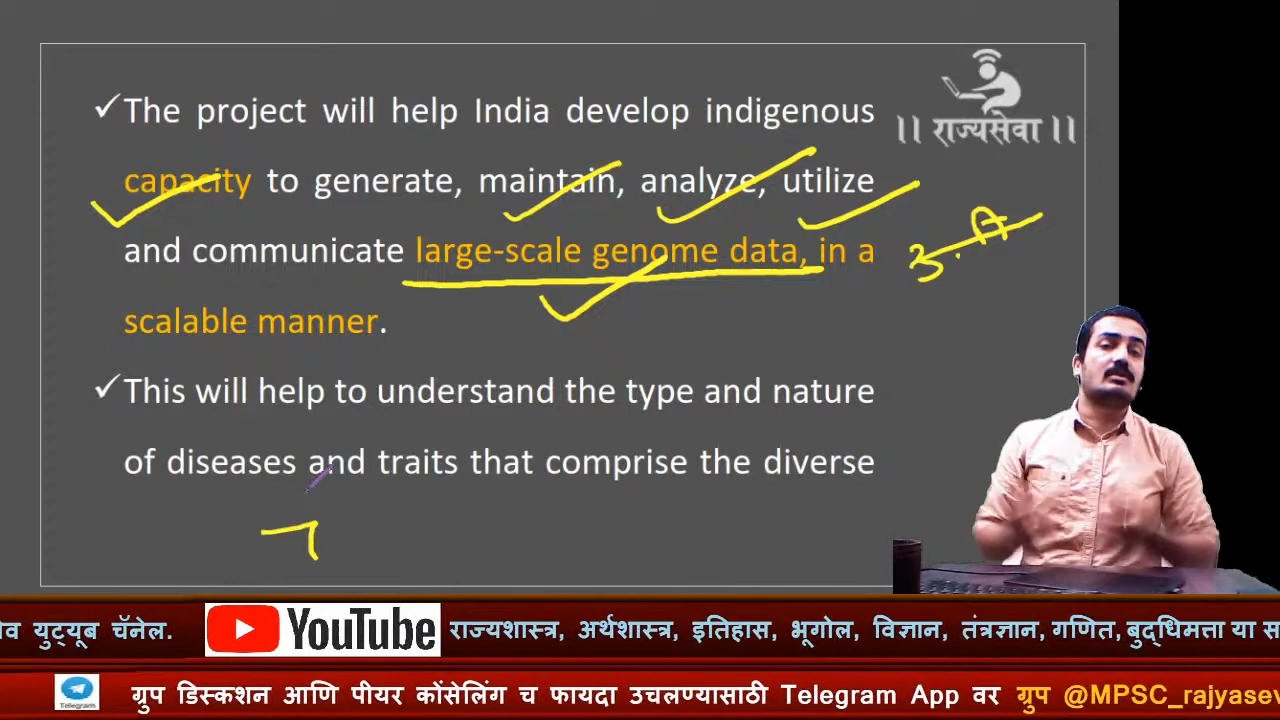 ✓ The project will help India develop indigenous
capacity to generate, maintain, analyze, utilize
and communicate large-scale genome data, in a
scalable manner.
✓ This will help to understand the type and nature
of diseases and traits that comprise the diverse
|| राज्यसेवा ||
व युट्यूब चॅनेल. YouTube राज्यशास्त्र, अर्थशास्त्र, इतिहास, भूगोल, विज्ञान, तंत्रज्ञान, गणित, बुद्धिमत्ता या स
Telegram ग्रुप डिस्कशन आणि पीयर कोंसेलिंग च फायदा उचलण्यासाठी Telegram App वर ग्रुप @MPSC_rajyasev